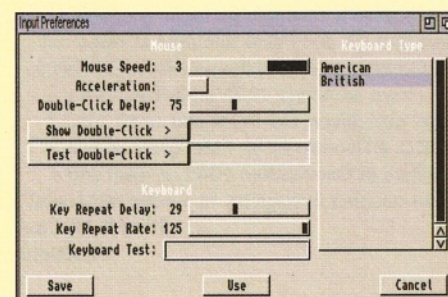 Input Preferences
Mouse
Mouse Speed: 3
Acceleration:
Double-Click Delay: 75
Show Double-Click >
Test Double-Click >
Keyboard
Key Repeat Delay: 29
Key Repeat Rate: 125
Keyboard Test:
Keyboard Type
American
British
Save
Use
Cancel